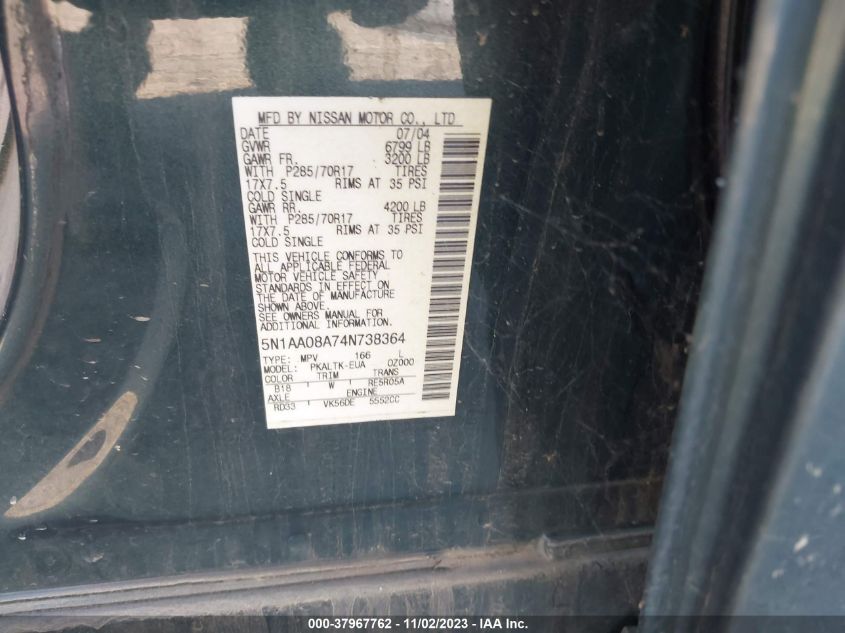 MFD BY NISSAN MOTOR CO., LTD
DATE 07/04
GVWR 6799 LB
GAWR FR. 3200 LB
WITH P285/70R17 TIRES
17X7.5 RIMS AT 35 PSI
COLD SINGLE
GAWR RR. 4200 LB
WITH P285/70R17 TIRES
17X7.5 RIMS AT 35 PSI
COLD SINGLE
THIS VEHICLE CONFORMS TO
ALL APPLICABLE FEDERAL
MOTOR VEHICLE SAFETY
STANDARDS IN EFFECT ON
THE DATE OF MANUFACTURE
SHOWN ABOVE.
SEE OWNERS MANUAL FOR
ADDITIONAL INFORMATION.
5N1AA08A74N738364
TYPE: MPV 166 L
MODEL: PKALTK-EUA 0Z000
COLOR TRIM TRANS
B18 W RE5R05A
AXLE ENGINE
RD33 VK56DE 5552CC
000-37967762 - 11/02/2023 - IAA Inc.